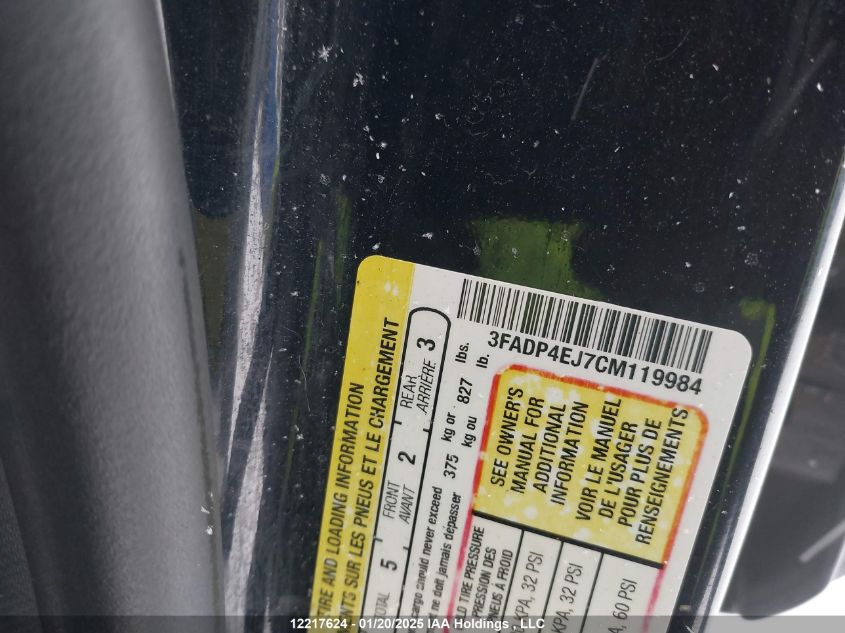 TIRE AND LOADING INFORMATION
SUR LES PNEUS ET LE CHARGEMENT
TOTAL 5
FRONT
AVANT 2
REAR
ARRIÈRE 3
cargo should never exceed 375 kg or 827 lbs.
ne doit jamais dépasser kg ou lb.
3FADP4EJ7CM119984
SEE OWNER'S
MANUAL FOR
ADDITIONAL
INFORMATION
VOIR LE MANUEL
DE L'USAGER
POUR PLUS DE
RENSEIGNEMENTS
TIRE PRESSURE
DES
À FROID
KPA, 32 PSI
KPA, 32 PSI
60 PSI
12217624 - 01/20/2025 IAA Holdings , LLC